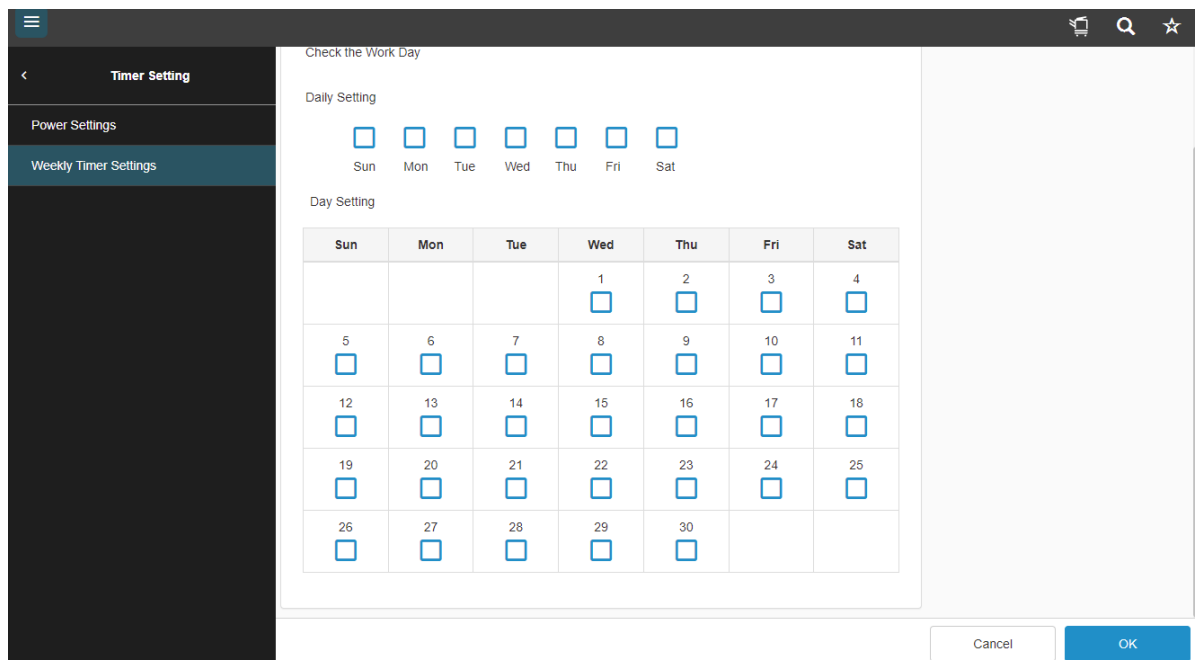 Check the Work Day
Timer Setting
Daily Setting
Power Settings
Weekly Timer Settings
Sun Mon Tue Wed Thu Fri Sat
Day Setting
Sun Mon Tue Wed Thu Fri Sat
1 2 3 4
5 6 7 8 9 10 11
12 13 14 15 16 17 18
19 20 21 22 23 24 25
26 27 28 29 30
Cancel OK